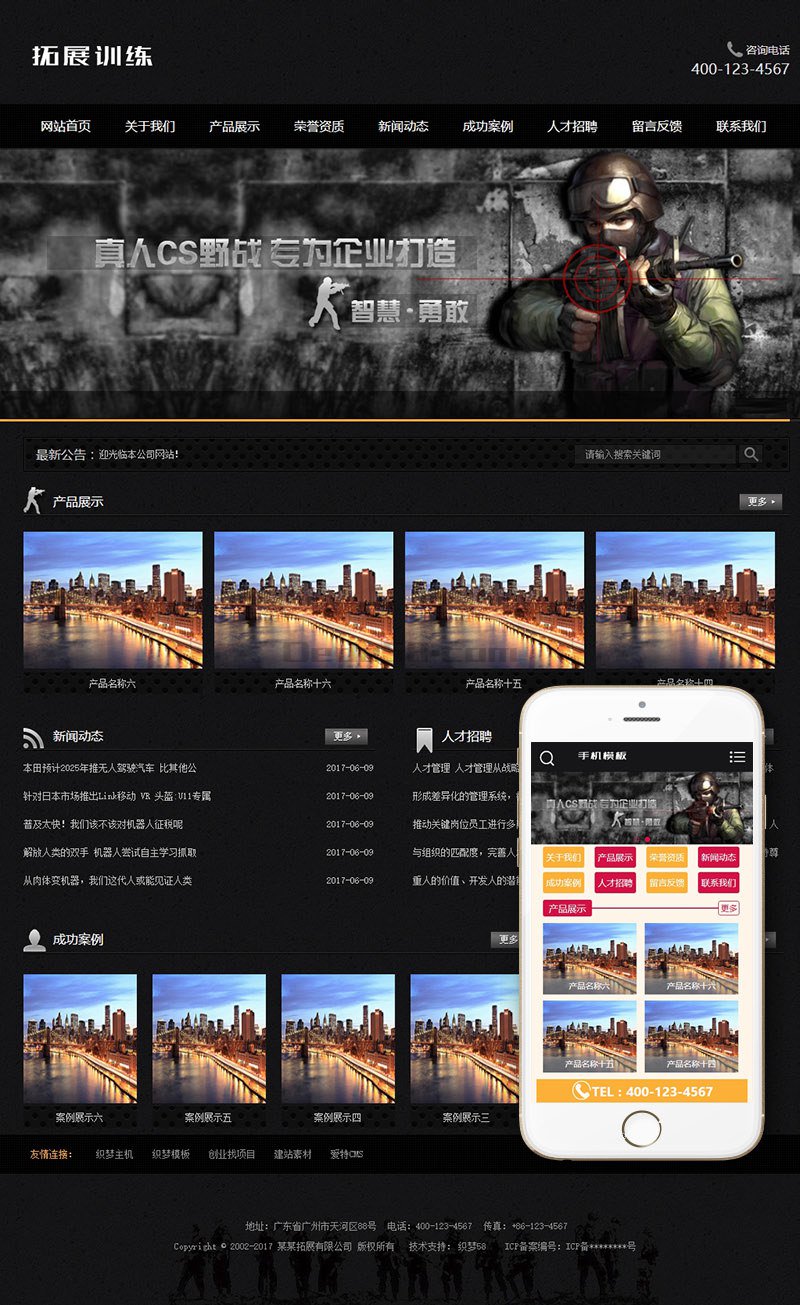 拓展训练
咨询电话
400-123-4567
网站首页 关于我们 产品展示 荣誉资质 新闻动态 成功案例 人才招聘 留言反馈 联系我们
真人CS野战 专为企业打造
智慧·勇敢
最新公告：欢迎光临本公司网站！
请输入搜索关键词
产品展示 更多
产品名称六 产品名称十六 产品名称十五 产品名称十四
新闻动态 更多
本田预计2025年推无人驾驶汽车 比其他公 2017-06-09
针对日本市场推出Link移动 VR 头盔:U11专属 2017-06-09
普及太快！我们该不该对机器人征税呢 2017-06-09
解放人类的双手 机器人尝试自主学习抓取 2017-06-09
从肉体变机器，我们这代人或能见证人类 2017-06-09
人才招聘
人才管理 人才管理从战略 体
形成差异化的管理系统，
推动关键岗位员工进行多 人
与组织的匹配度，完善人 尊
重人的价值、开发人的潜
成功案例 更多
案例展示六 案例展示五 案例展示四 案例展示三
手机模板
真人CS野战 专为企业打造
智慧·勇敢
关于我们 产品展示 荣誉资质 新闻动态
成功案例 人才招聘 留言反馈 联系我们
产品展示 更多
产品名称六 产品名称十六
产品名称十五 产品名称十四
TEL：400-123-4567
友情连接： 织梦主机 织梦模板 创业找项目 建站素材 爱特CMS
地址：广东省广州市天河区88号 电话：400-123-4567 传真：+86-123-4567
Copyright © 2002-2017 某某拓展有限公司 版权所有 技术支持：织梦58 ICP备案编号：ICP备********号